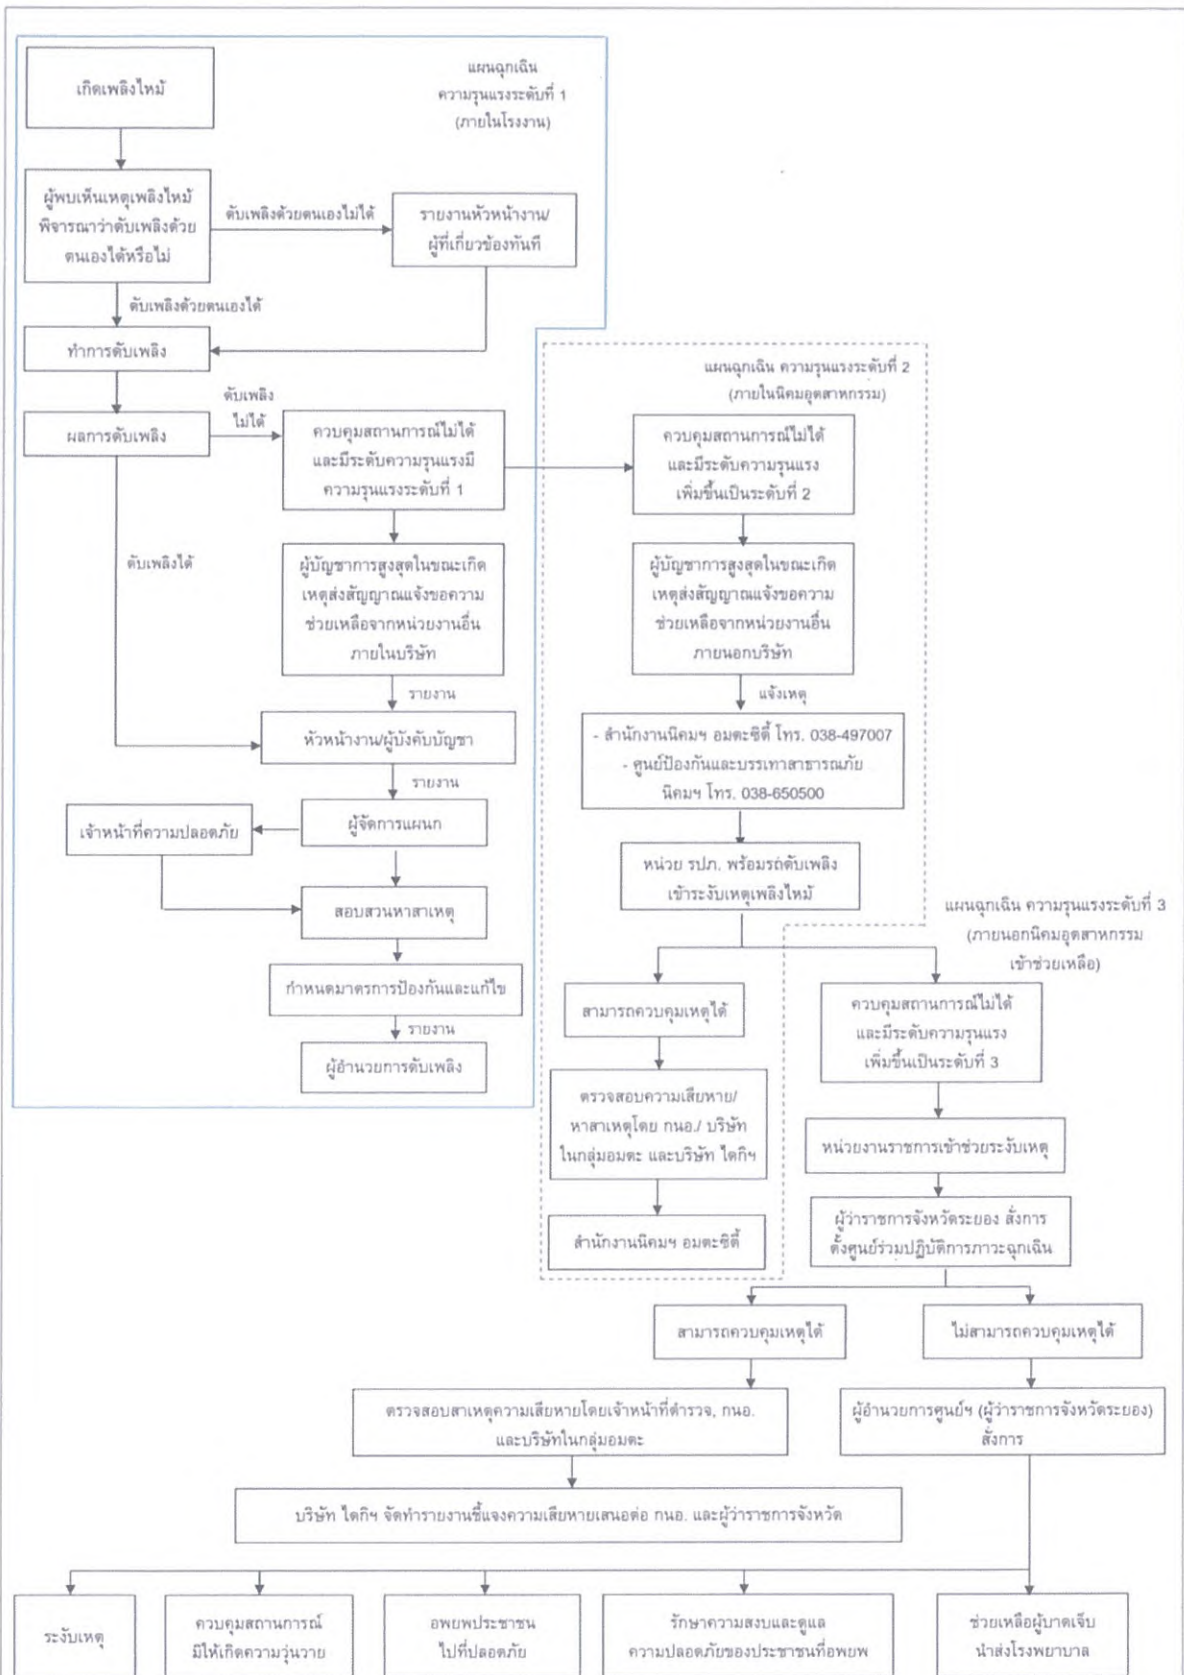 แผนฉุกเฉิน
ความรุนแรงระดับที่ 1
(ภายในโรงงาน)
เกิดเพลิงไหม้
ผู้พบเห็นเหตุเพลิงไหม้
พิจารณาว่าดับเพลิงด้วย
ตนเองได้หรือไม่
ดับเพลิงด้วยตนเองไม่ได้
รายงานหัวหน้างาน/
ผู้ที่เกี่ยวข้องทันที
ดับเพลิงด้วยตนเองได้
ทำการดับเพลิง
ผลการดับเพลิง
ดับเพลิง
ไม่ได้
ควบคุมสถานการณ์ไม่ได้
และมีระดับความรุนแรงมี
ความรุนแรงระดับที่ 1
ดับเพลิงได้
ผู้บัญชาการสูงสุดในขณะเกิด
เหตุส่งสัญญาณแจ้งขอความ
ช่วยเหลือจากหน่วยงานอื่น
ภายในบริษัท
รายงาน
หัวหน้างาน/ผู้บังคับบัญชา
รายงาน
ผู้จัดการแผนก
เจ้าหน้าที่ความปลอดภัย
สอบสวนหาสาเหตุ
กำหนดมาตรการป้องกันและแก้ไข
รายงาน
ผู้อำนวยการดับเพลิง
แผนฉุกเฉิน ความรุนแรงระดับที่ 2
(ภายในนิคมอุตสาหกรรม)
ควบคุมสถานการณ์ไม่ได้
และมีระดับความรุนแรง
เพิ่มขึ้นเป็นระดับที่ 2
ผู้บัญชาการสูงสุดในขณะเกิด
เหตุส่งสัญญาณแจ้งขอความ
ช่วยเหลือจากหน่วยงานอื่น
ภายนอกบริษัท
แจ้งเหตุ
- สำนักงานนิคมฯ อมตะซิตี้ โทร. 038-497007
- ศูนย์ป้องกันและบรรเทาสาธารณภัย
นิคมฯ โทร. 038-650500
หน่วย รปภ. พร้อมรถดับเพลิง
เข้าระงับเหตุเพลิงไหม้
สามารถควบคุมเหตุได้
ตรวจสอบความเสียหาย/
หาสาเหตุโดย กนอ./ บริษัท
ในกลุ่มอมตะ และบริษัท ไดกิฯ
สำนักงานนิคมฯ อมตะซิตี้
แผนฉุกเฉิน ความรุนแรงระดับที่ 3
(ภายนอกนิคมอุตสาหกรรม
เข้าช่วยเหลือ)
ควบคุมสถานการณ์ไม่ได้
และมีระดับความรุนแรง
เพิ่มขึ้นเป็นระดับที่ 3
หน่วยงานราชการเข้าช่วยระงับเหตุ
ผู้ว่าราชการจังหวัดระยอง สั่งการ
ตั้งศูนย์ร่วมปฏิบัติการภาวะฉุกเฉิน
สามารถควบคุมเหตุได้
ไม่สามารถควบคุมเหตุได้
ตรวจสอบสาเหตุความเสียหายโดยเจ้าหน้าที่ตำรวจ, กนอ.
และบริษัทในกลุ่มอมตะ
ผู้อำนวยการศูนย์ฯ (ผู้ว่าราชการจังหวัดระยอง)
สั่งการ
บริษัท ไดกิฯ จัดทำรายงานชี้แจงความเสียหายเสนอต่อ กนอ. และผู้ว่าราชการจังหวัด
ระงับเหตุ
ควบคุมสถานการณ์
มิให้เกิดความวุ่นวาย
อพยพประชาชน
ไปที่ปลอดภัย
รักษาความสงบและดูแล
ความปลอดภัยของประชาชนที่อพยพ
ช่วยเหลือผู้บาดเจ็บ
นำส่งโรงพยาบาล